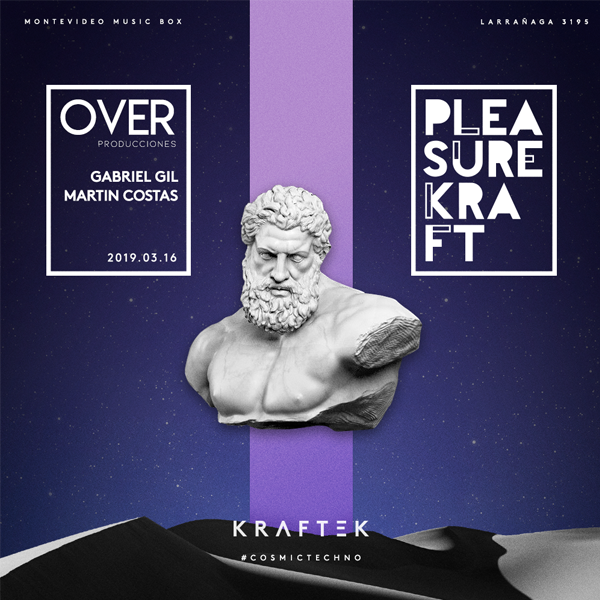 MONTEVIDEO MUSIC BOX
LARRAÑAGA 3195
OVER
PRODUCCIONES
GABRIEL GIL
MARTIN COSTAS
2019.03.16
PLEA
SURE
KRA
FT
KRAFTEK
#COSMICTECHNO